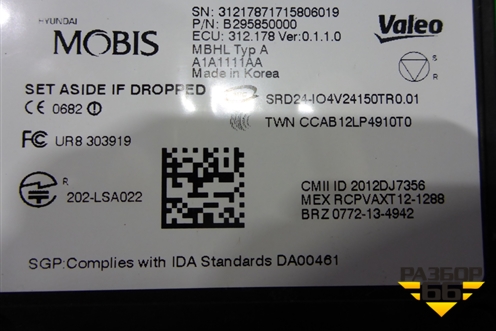 HYUNDAI
MOBIS
SN: 31217871715806019
P/N: B295850000
ECU: 312.178 Ver:0.1.1.0
MBHL Typ A
A1A1111AA
Made in Korea
Valeo
S
R
SET ASIDE IF DROPPED
CE 0682
SRD24-IO4V24150TR0.01
TWN CCAB12LP4910T0
FC UR8 303919
R
202-LSA022
CMII ID 2012DJ7356
MEX RCPVAXT12-1288
BRZ 0772-13-4942
SGP:Complies with IDA Standards DA00461
РАЗБОР
66